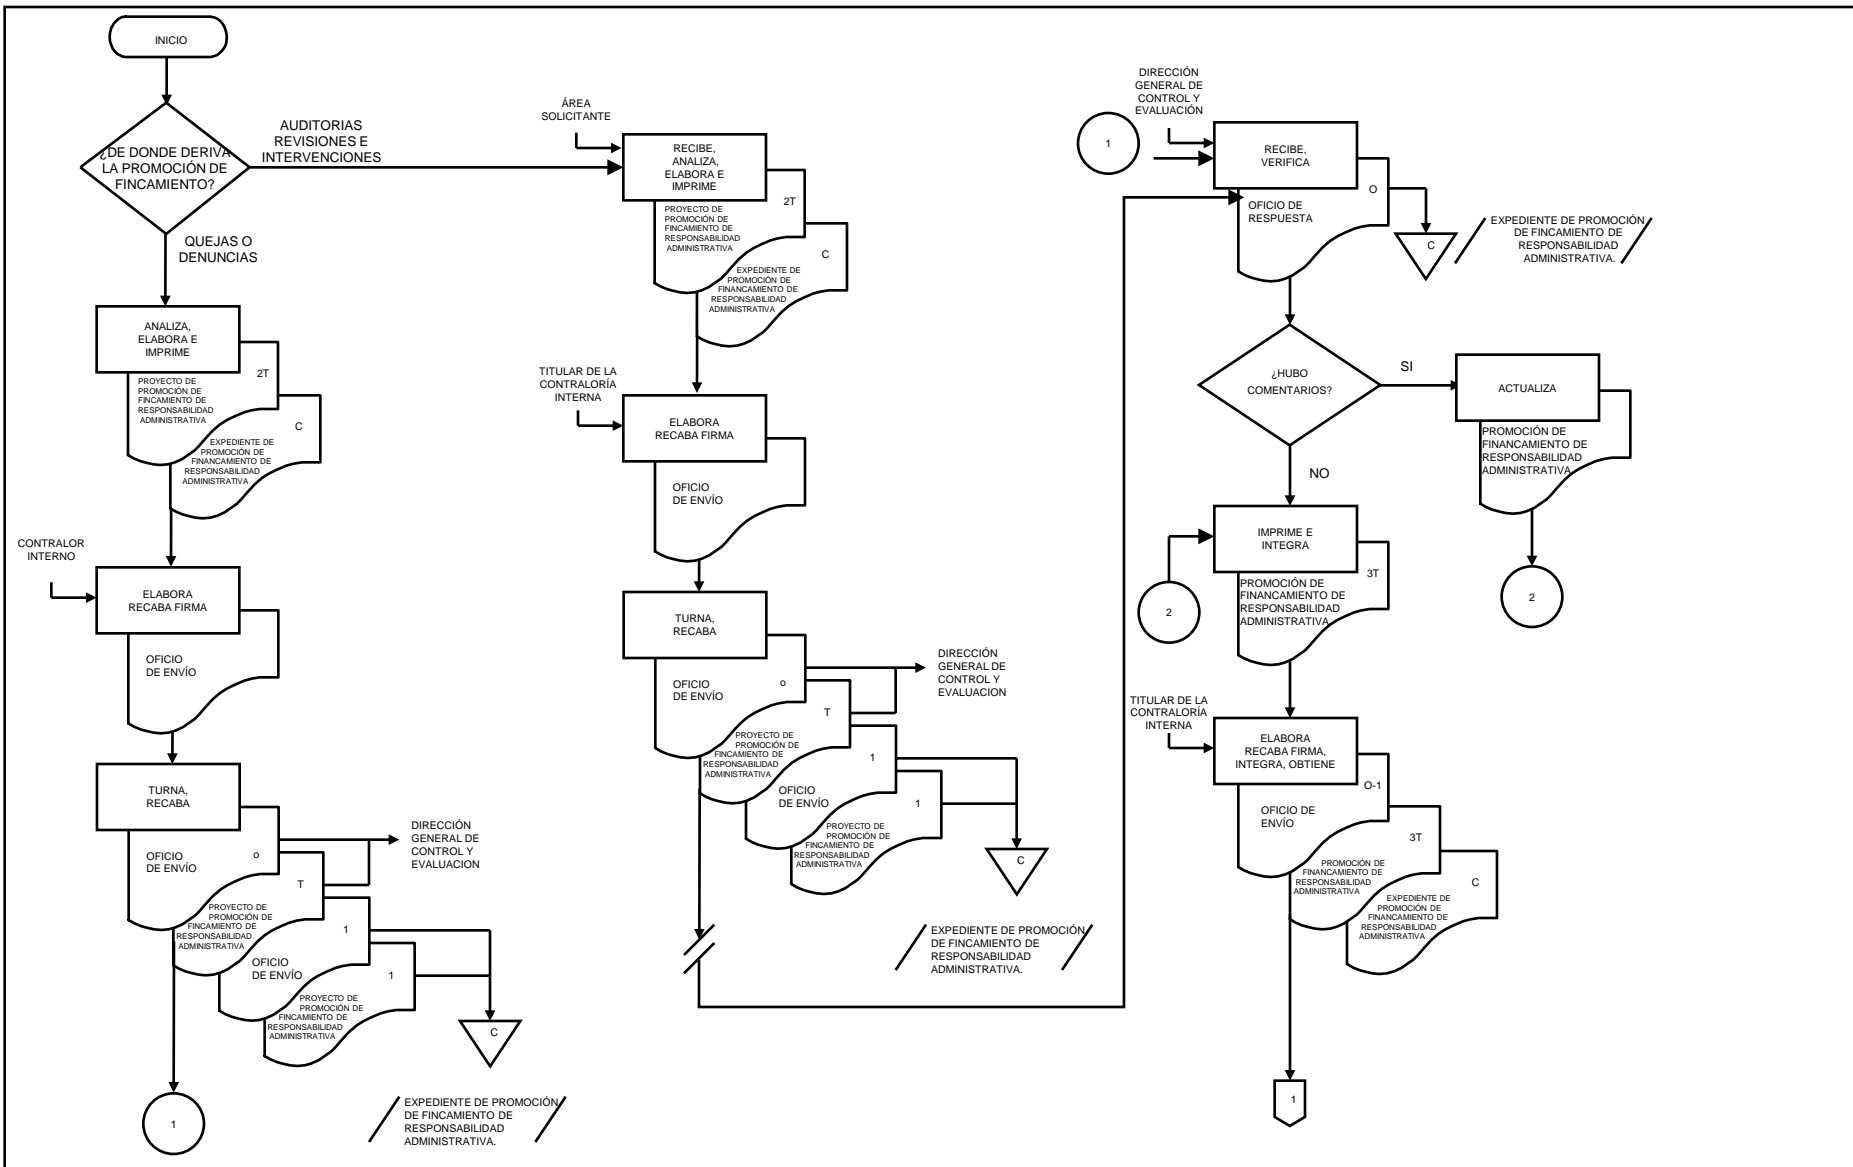 INICIO
¿DE DONDE DERIVA
LA PROMOCIÓN DE
FINCAMIENTO?
AUDITORIAS
REVISIONES E
INTERVENCIONES
QUEJAS O
DENUNCIAS
ANALIZA,
ELABORA E
IMPRIME
2T
PROYECTO DE
PROMOCIÓN DE
FINCAMIENTO DE
RESPONSABILIDAD
ADMINISTRATIVA
C
EXPEDIENTE DE
PROMOCIÓN DE
FINANCAMIENTO DE
RESPONSABILIDAD
ADMINISTRATIVA
CONTRALOR
INTERNO
ELABORA
RECABA FIRMA
OFICIO
DE ENVÍO
TURNA,
RECABA
OFICIO
DE ENVÍO
o
DIRECCIÓN
GENERAL DE
CONTROL Y
EVALUACION
T
PROYECTO DE
PROMOCIÓN DE
FINCAMIENTO DE
RESPONSABILIDAD
ADMINISTRATIVA
1
OFICIO
DE ENVÍO
1
PROYECTO DE
PROMOCIÓN DE
FINCAMIENTO DE
RESPONSABILIDAD
ADMINISTRATIVA
C
1
EXPEDIENTE DE PROMOCIÓN
DE FINCAMIENTO DE
RESPONSABILIDAD
ADMINISTRATIVA.
ÁREA
SOLICITANTE
RECIBE,
ANALIZA,
ELABORA E
IMPRIME
2T
PROYECTO DE
PROMOCIÓN DE
FINCAMIENTO DE
RESPONSABILIDAD
ADMINISTRATIVA
C
EXPEDIENTE DE
PROMOCIÓN DE
FINANCAMIENTO DE
RESPONSABILIDAD
ADMINISTRATIVA
TITULAR DE LA
CONTRALORÍA
INTERNA
ELABORA
RECABA FIRMA
OFICIO
DE ENVÍO
TURNA,
RECABA
OFICIO
DE ENVÍO
o
DIRECCIÓN
GENERAL DE
CONTROL Y
EVALUACION
T
PROYECTO DE
PROMOCIÓN DE
FINCAMIENTO DE
RESPONSABILIDAD
ADMINISTRATIVA
1
OFICIO
DE ENVÍO
1
PROYECTO DE
PROMOCIÓN DE
FINCAMIENTO DE
RESPONSABILIDAD
ADMINISTRATIVA
C
EXPEDIENTE DE PROMOCIÓN
DE FINCAMIENTO DE
RESPONSABILIDAD
ADMINISTRATIVA.
DIRECCIÓN
GENERAL DE
CONTROL Y
EVALUACIÓN
1
RECIBE,
VERIFICA
O
OFICIO DE
RESPUESTA
C
EXPEDIENTE DE PROMOCIÓN
DE FINCAMIENTO DE
RESPONSABILIDAD
ADMINISTRATIVA.
¿HUBO
COMENTARIOS?
SI
ACTUALIZA
PROMOCIÓN DE
FINANCAMIENTO DE
RESPONSABILIDAD
ADMINISTRATIVA
2
NO
IMPRIME E
INTEGRA
2
3T
PROMOCIÓN DE
FINANCAMIENTO DE
RESPONSABILIDAD
ADMINISTRATIVA
TITULAR DE LA
CONTRALORÍA
INTERNA
ELABORA
RECABA FIRMA,
INTEGRA, OBTIENE
O-1
OFICIO DE
ENVÍO
3T
PROMOCIÓN DE
FINANCAMIENTO DE
RESPONSABILIDAD
ADMINISTRATIVA
C
EXPEDIENTE DE
PROMOCIÓN DE
FINANCAMIENTO DE
RESPONSABILIDAD
ADMINISTRATIVA
1